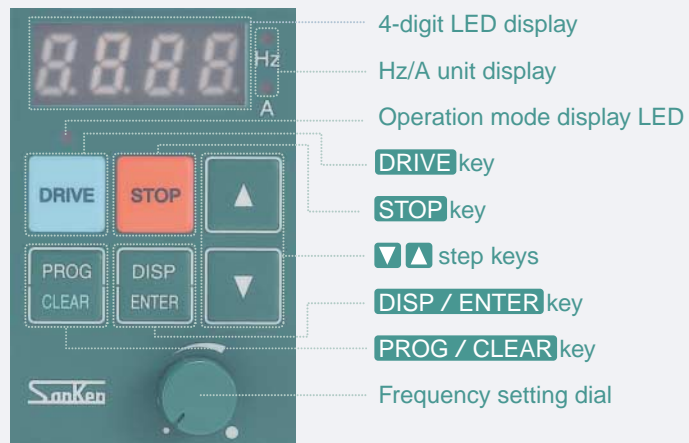 8.8.8.8.
Hz
A
DRIVE
STOP
▲
PROG
CLEAR
DISP
ENTER
▼
SanKen
4-digit LED display
Hz/A unit display
Operation mode display LED
DRIVE key
STOP key
▼ ▲ step keys
DISP / ENTER key
PROG / CLEAR key
Frequency setting dial